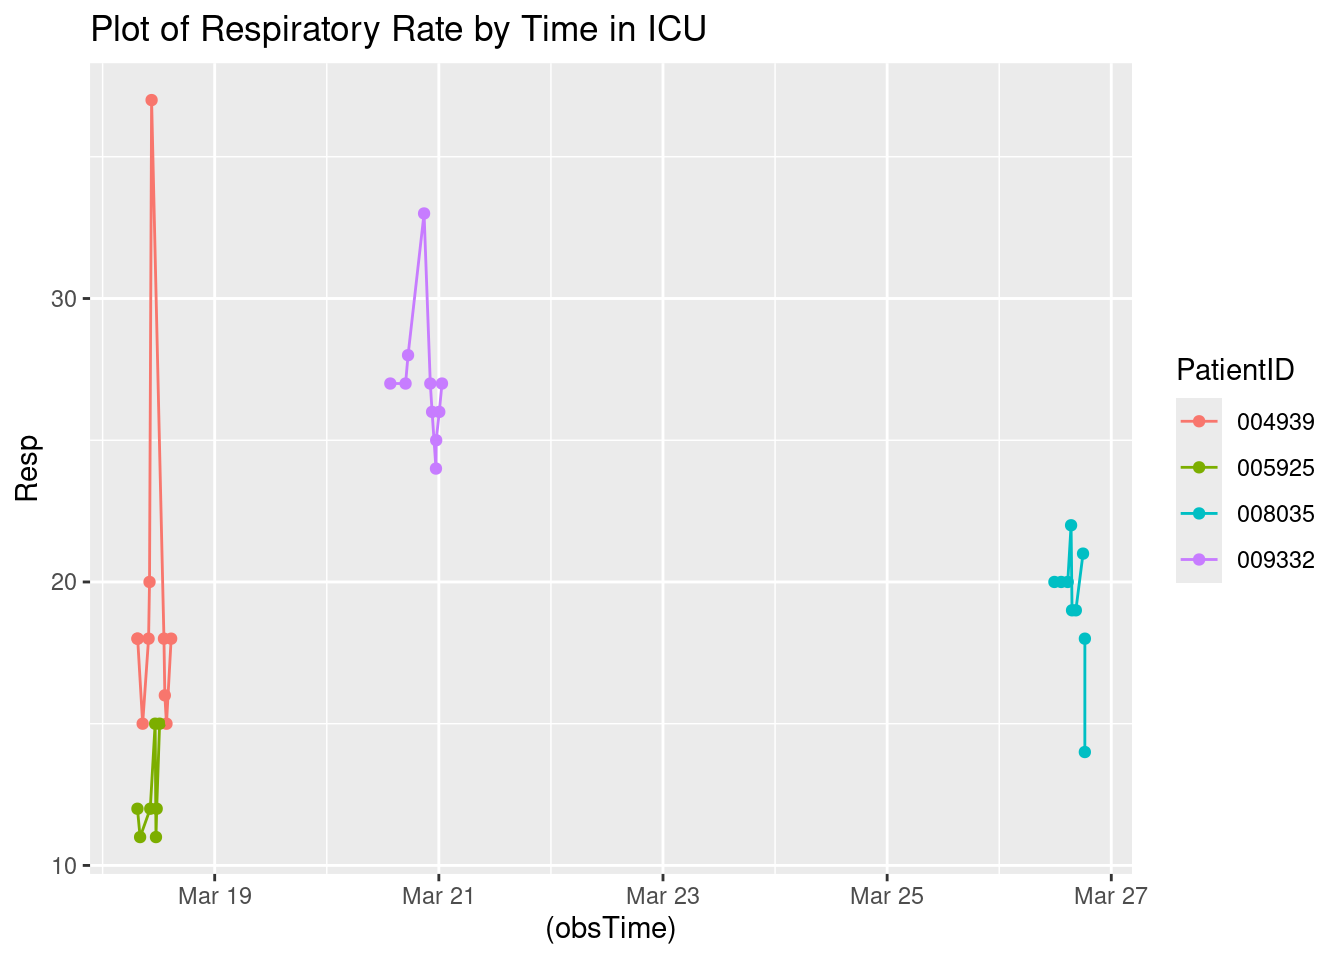 Plot of Respiratory Rate by Time in ICU
Resp
30
20
10
Mar 19 Mar 21 Mar 23 Mar 25 Mar 27
(obsTime)
PatientID
004939
005925
008035
009332